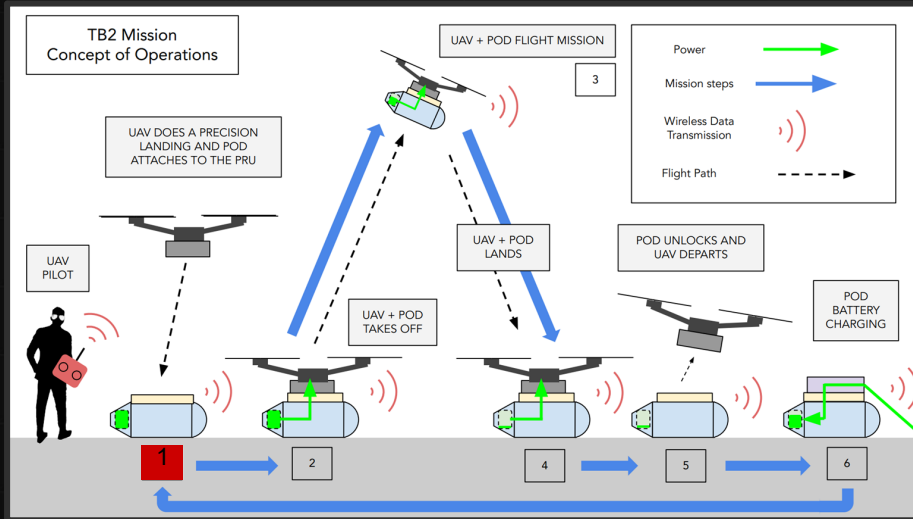 TB2 Mission
Concept of Operations
UAV + POD FLIGHT MISSION
3
Power
Mission steps
Wireless Data
Transmission
Flight Path
UAV DOES A PRECISION
LANDING AND POD
ATTACHES TO THE PRU
UAV
PILOT
UAV + POD
TAKES OFF
UAV + POD
LANDS
POD UNLOCKS AND
UAV DEPARTS
POD
BATTERY
CHARGING
1
2
4
5
6